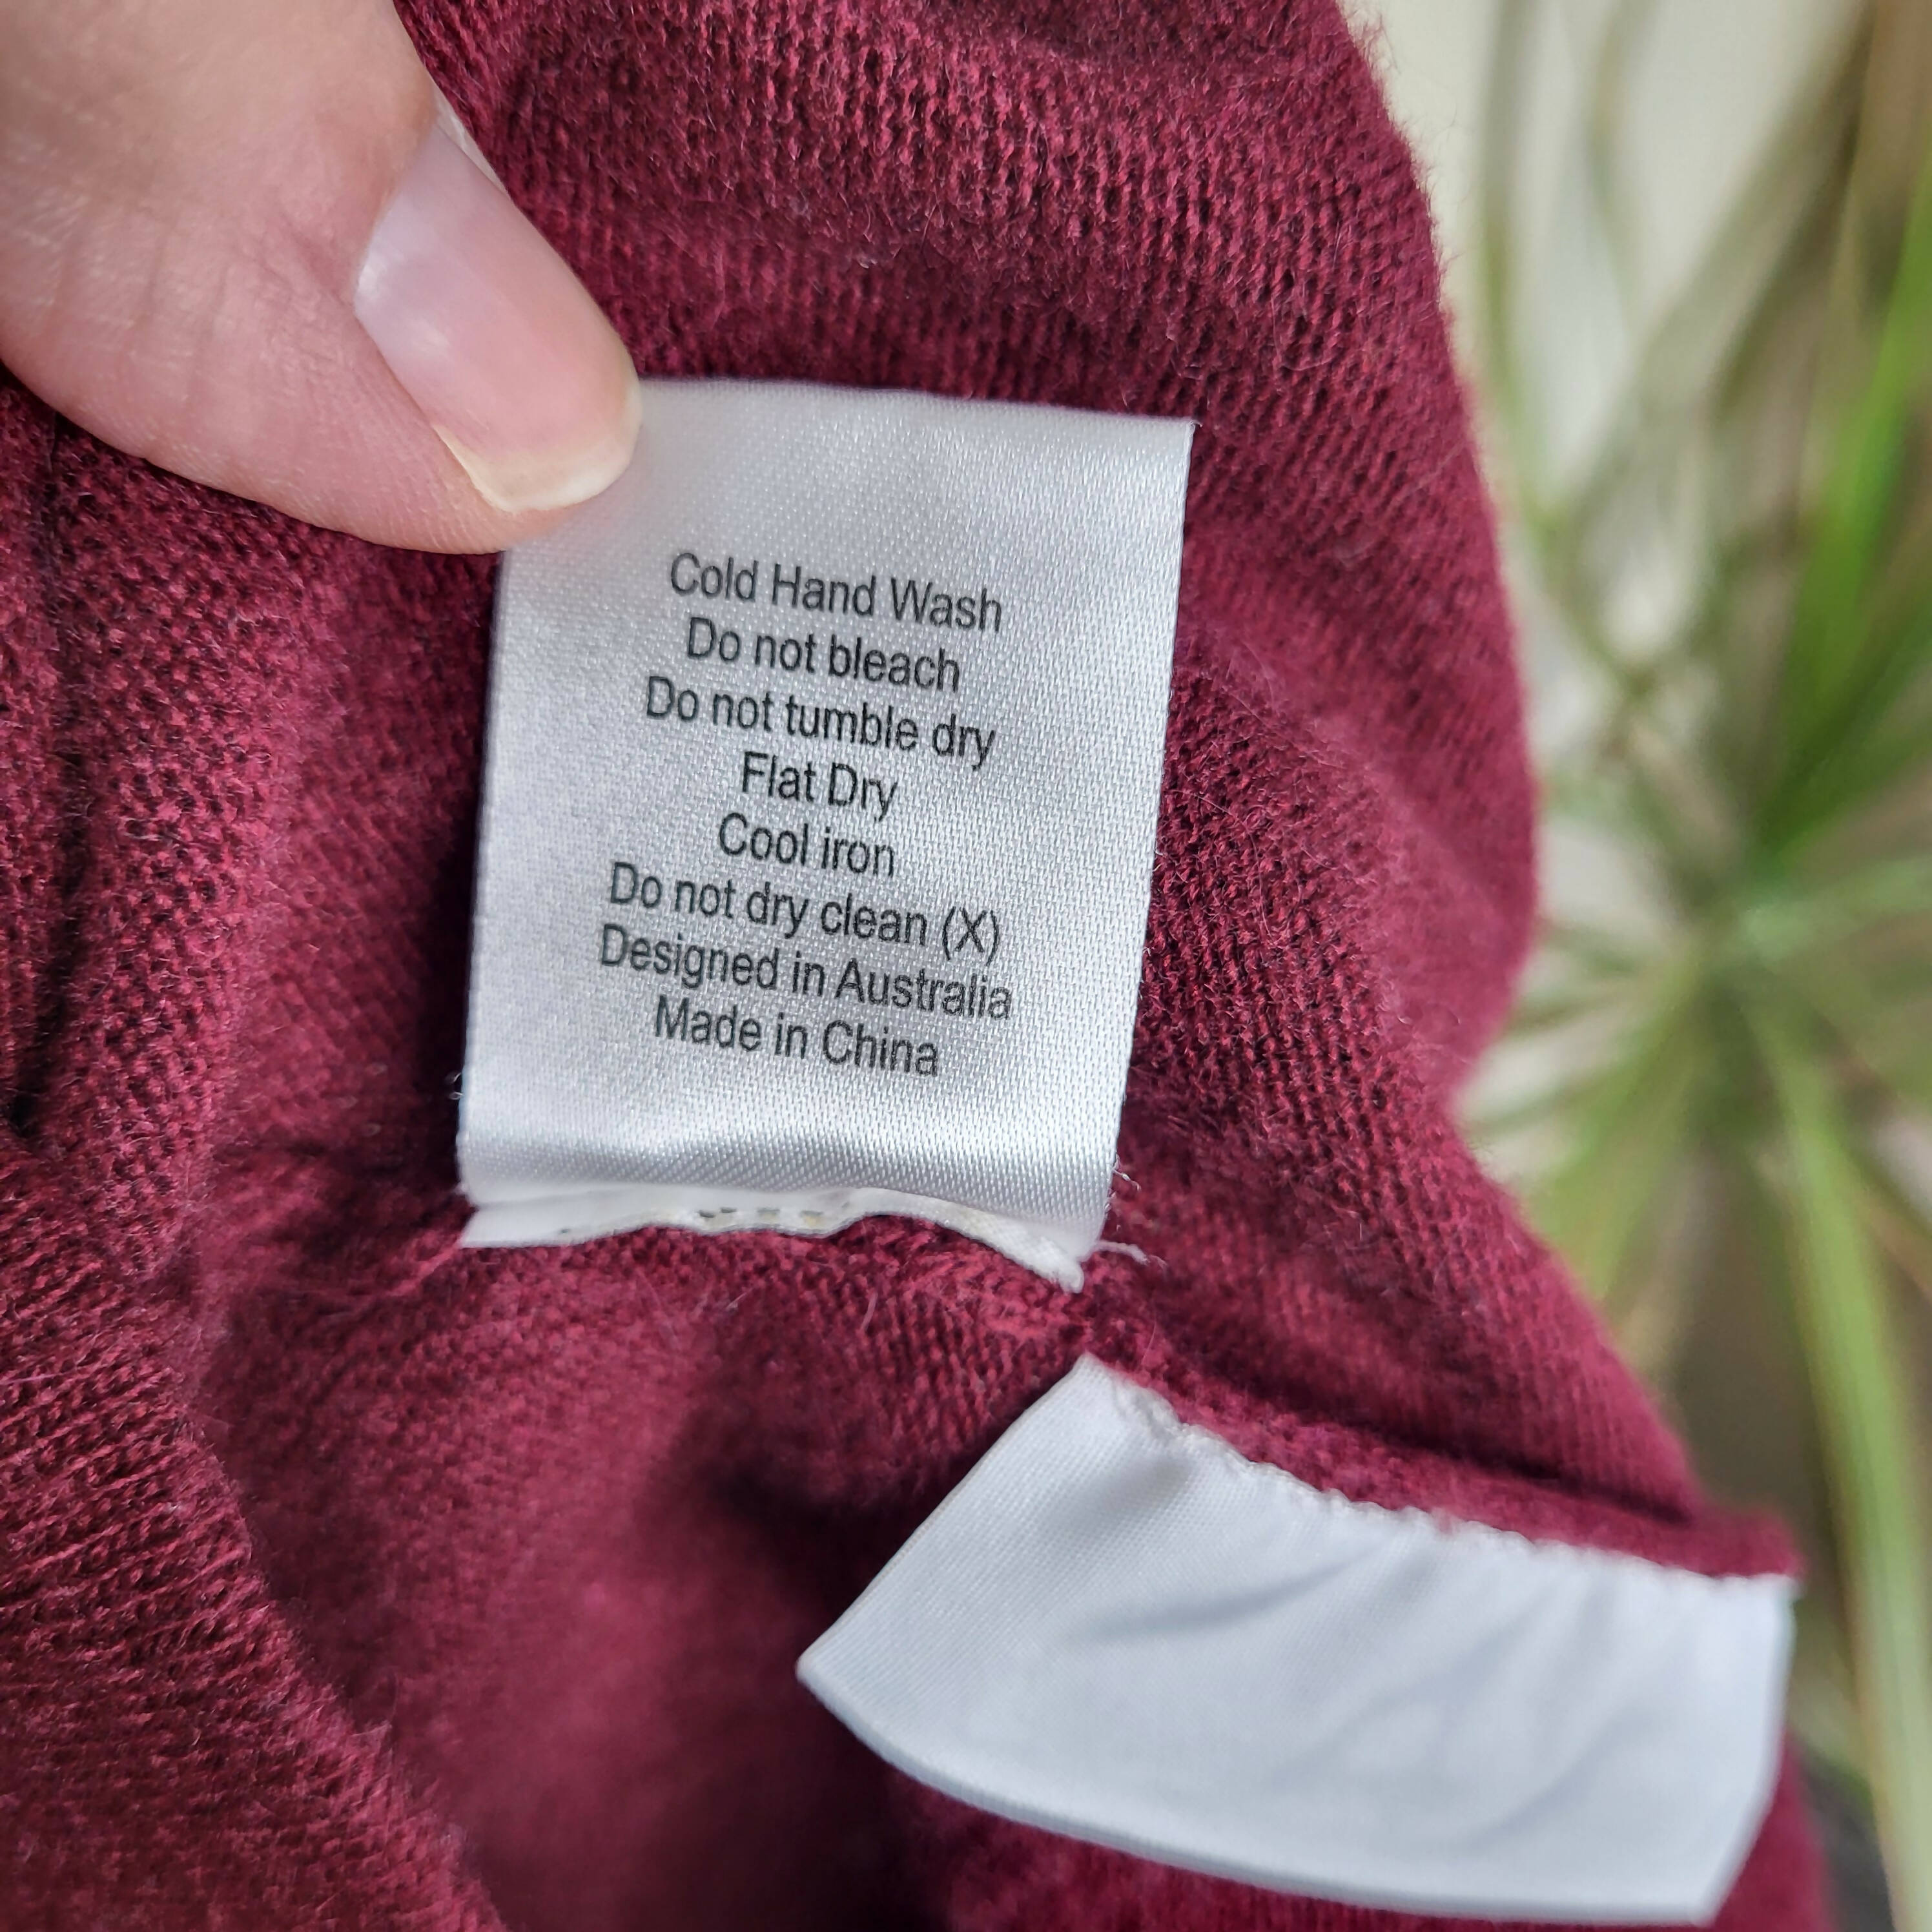 Cold Hand Wash
Do not bleach
Do not tumble dry
Flat Dry
Cool iron
Do not dry clean (X)
Designed in Australia
Made in China